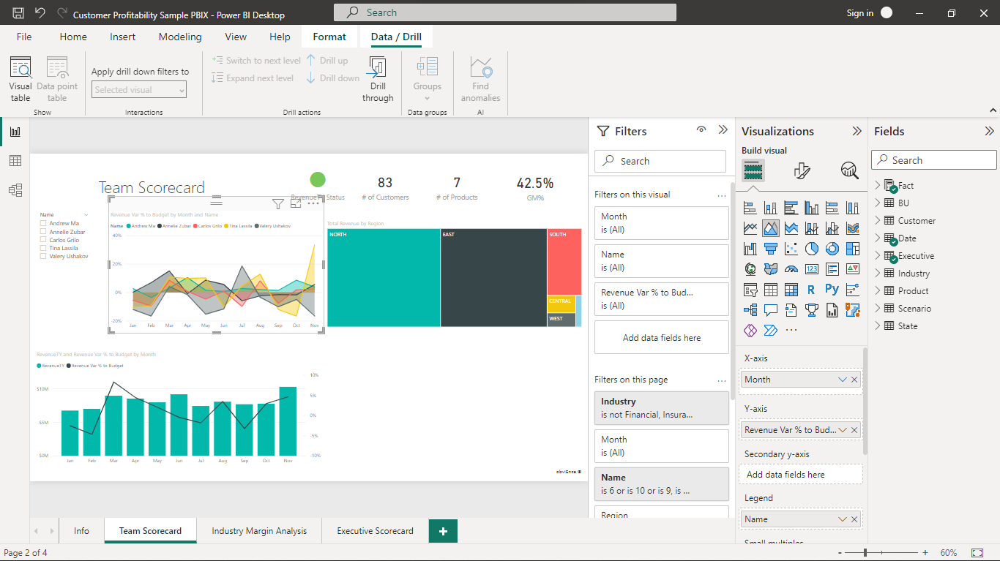 Customer Profitability Sample PBIX - Power BI Desktop
Search
Sign in
File
Home
Insert
Modeling
View
Help
Format
Data / Drill
Visual table
Data point table
Show
Apply drill down filters to
Selected visual
Interactions
Switch to next level
Expand next level
Drill up
Drill down
Drill through
Drill actions
Groups
Data groups
Find anomalies
AI
Team Scorecard
Status
83
# of Customers
7
# of Products
42.5%
GM%
Name
Andrew Ma
Annelie Zubar
Carlos Grilo
Tina Lassila
Valery Ushakov
Revenue Var % to Budget by Month and Name
Name Andrew Ma Annelie Zubar Carlos Grilo Tina Lassila Valery Ushakov
40%
20%
0%
-20%
Jan Feb Mar Apr May Jun Jul Aug Sep Oct Nov
Total Revenue by Region
NORTH
EAST
SOUTH
CENTRAL
WEST
RevenueTY and Revenue Var % to Budget by Month
RevenueTY Revenue Var % to Budget
$10M
$5M
$0M
10%
5%
0%
-5%
-10%
Jan Feb Mar Apr May Jun Jul Aug Sep Oct Nov
obviEnce ©
Filters
Search
Filters on this visual
Month
is (All)
Name
is (All)
Revenue Var % to Bud...
is (All)
Add data fields here
Filters on this page
Industry
is not Financial, Insura...
Month
is (All)
Name
is 6 or is 10 or is 9, is ...
Region
Visualizations
Build visual
123
R
Py
X-axis
Month
Y-axis
Revenue Var % to Bud...
Secondary y-axis
Add data fields here
Legend
Name
Small multiples
Fields
Search
Fact
BU
Customer
Date
Executive
Industry
Product
Scenario
State
Info
Team Scorecard
Industry Margin Analysis
Executive Scorecard
Page 2 of 4
- + 60%